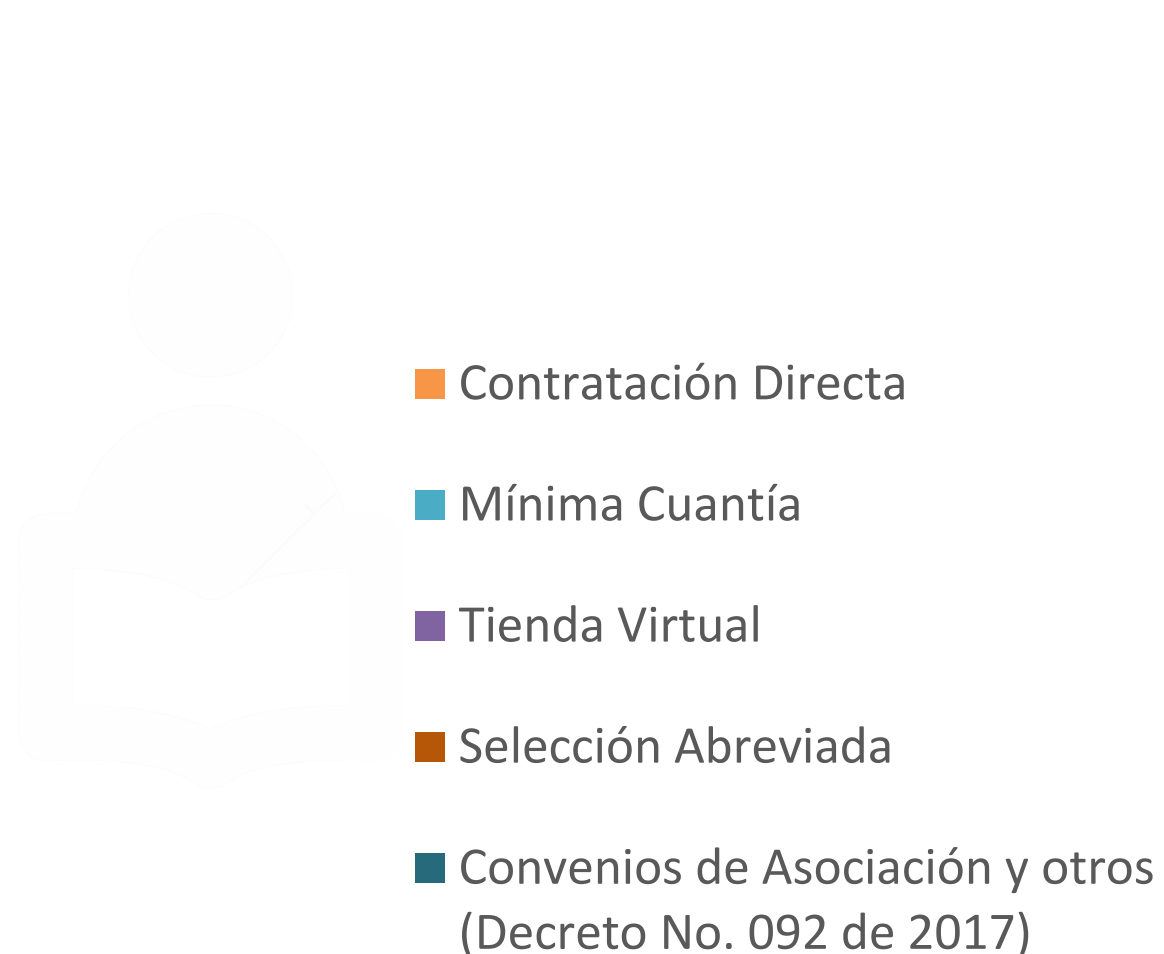 Contratación Directa
Mínima Cuantía
Tienda Virtual
Selección Abreviada
Convenios de Asociación y otros
(Decreto No. 092 de 2017)